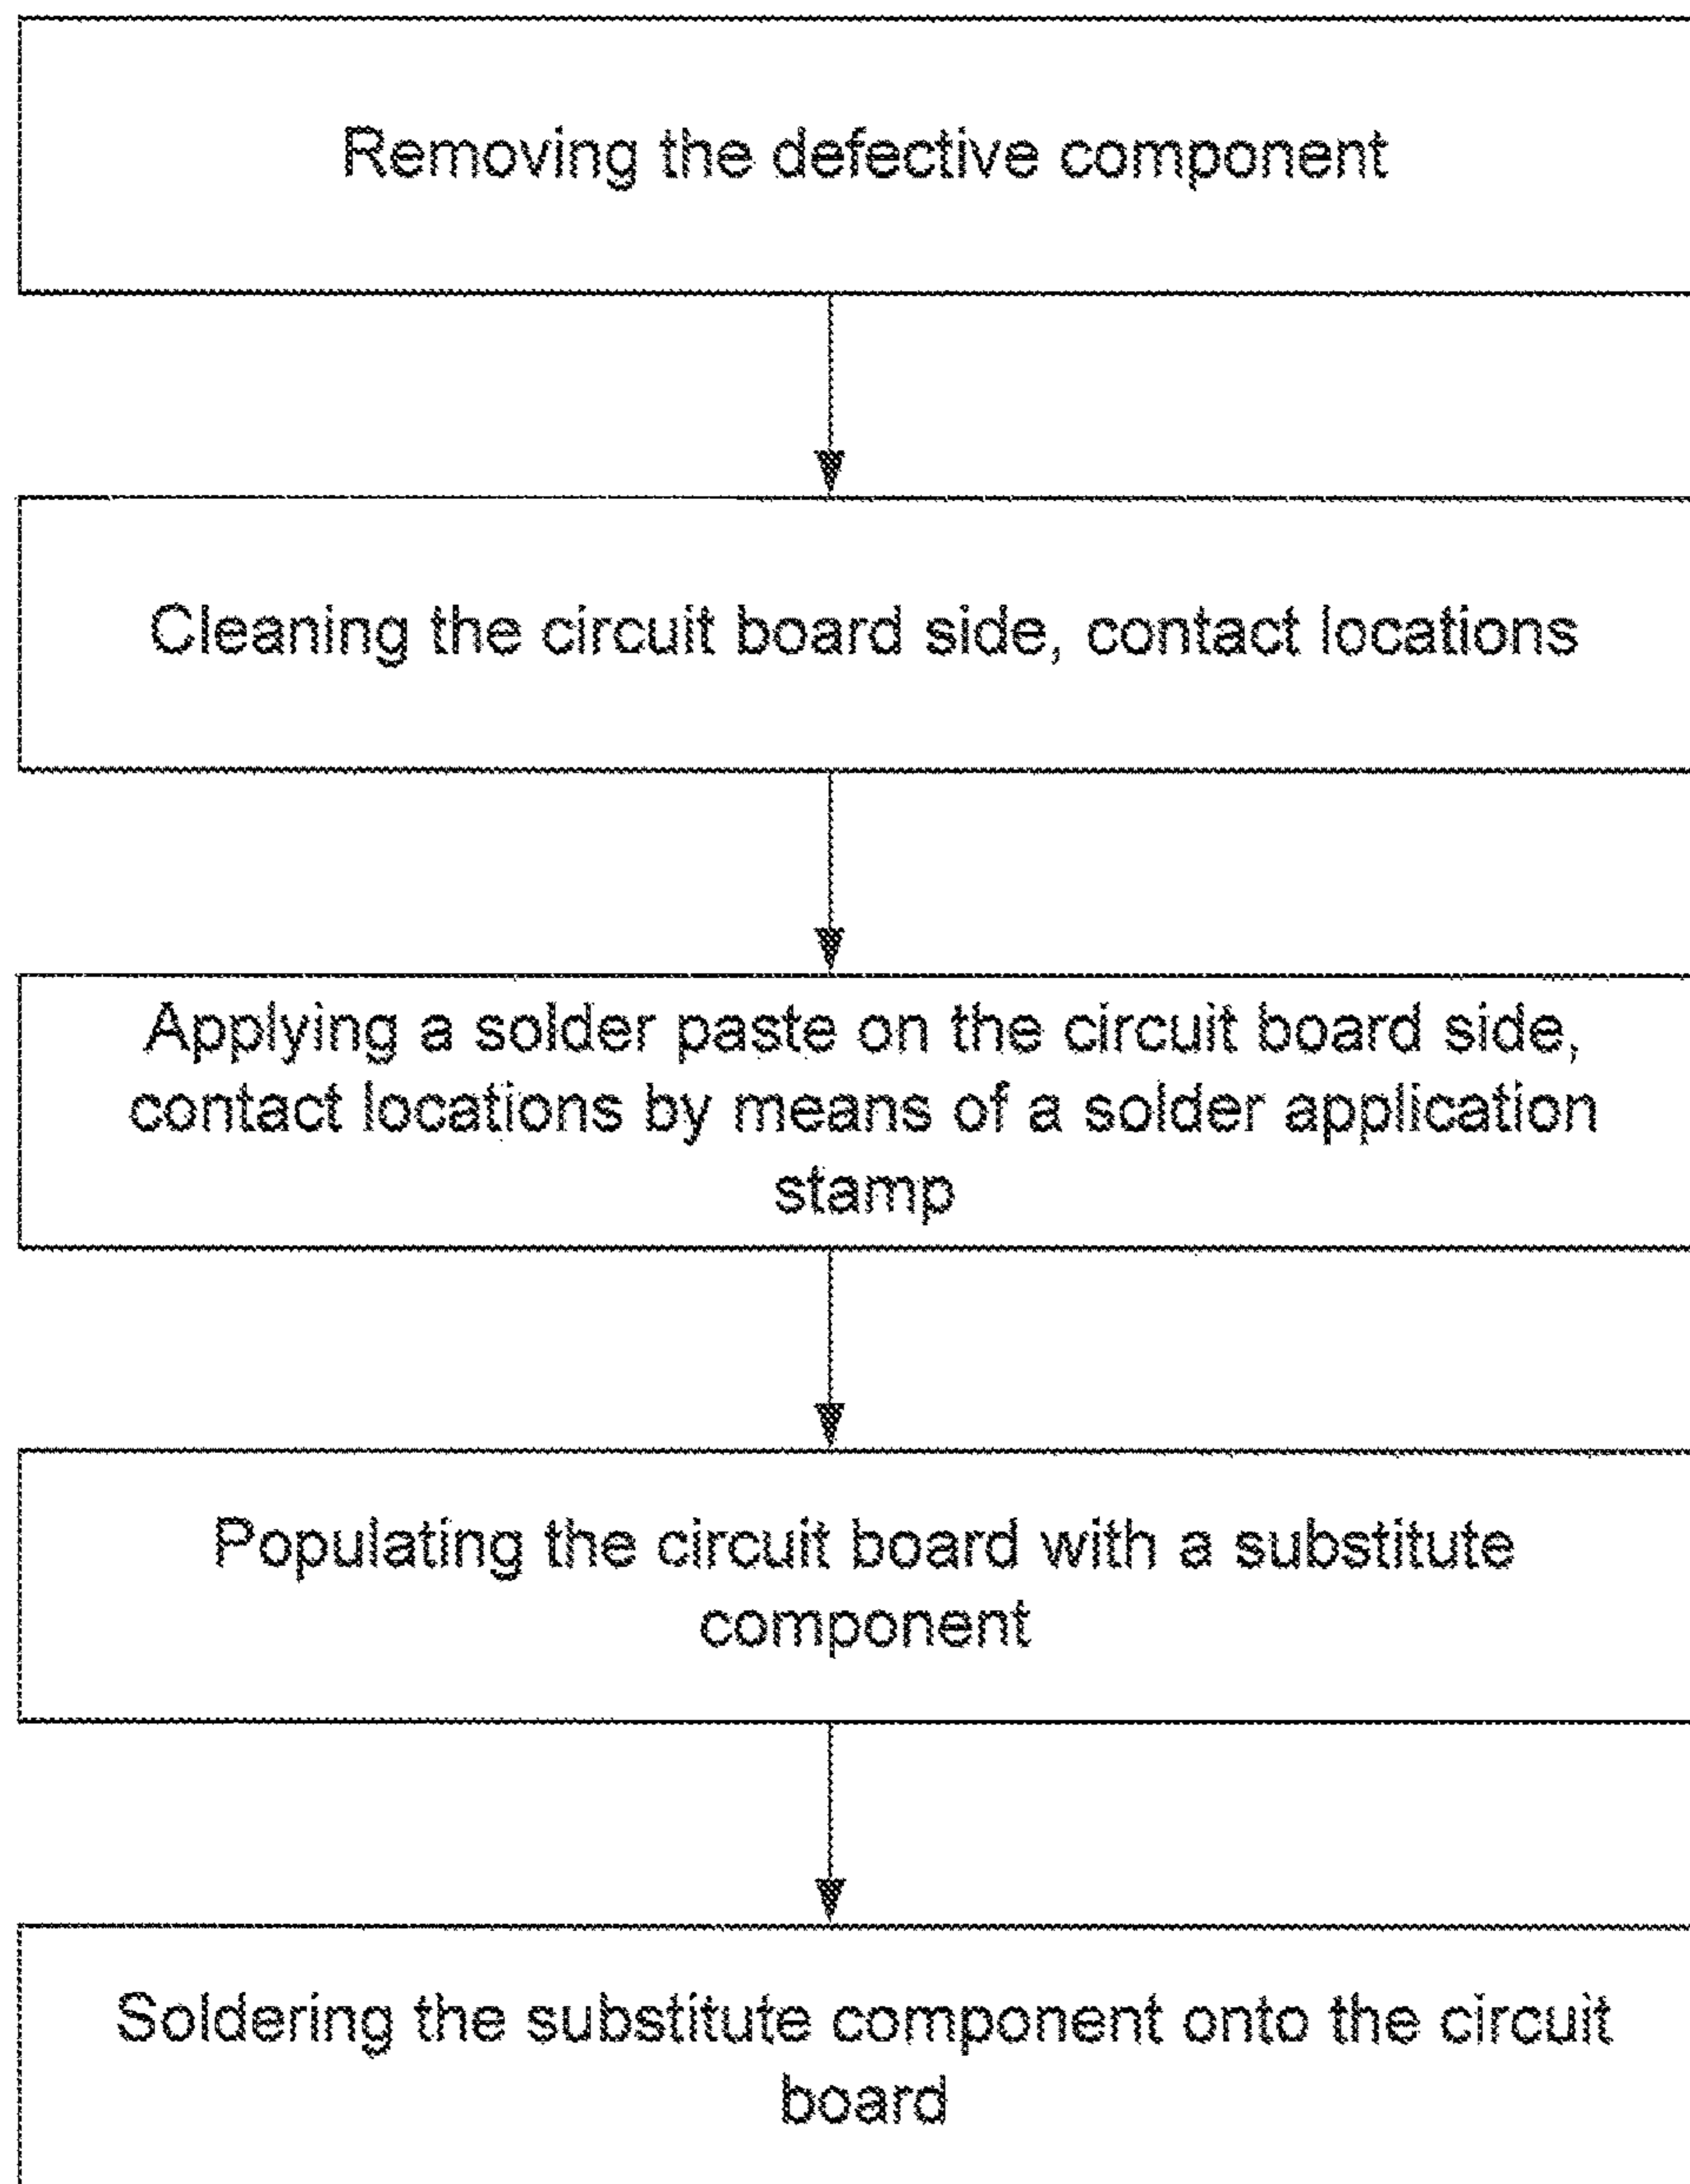 Removing the defective component
Cleaning the circuit board side, contact locations
Applying a solder paste on the circuit board side,
contact locations by means of a solder application
stamp
Populating the circuit board with a substitute
component
Soldering the substitute component onto the circuit
board